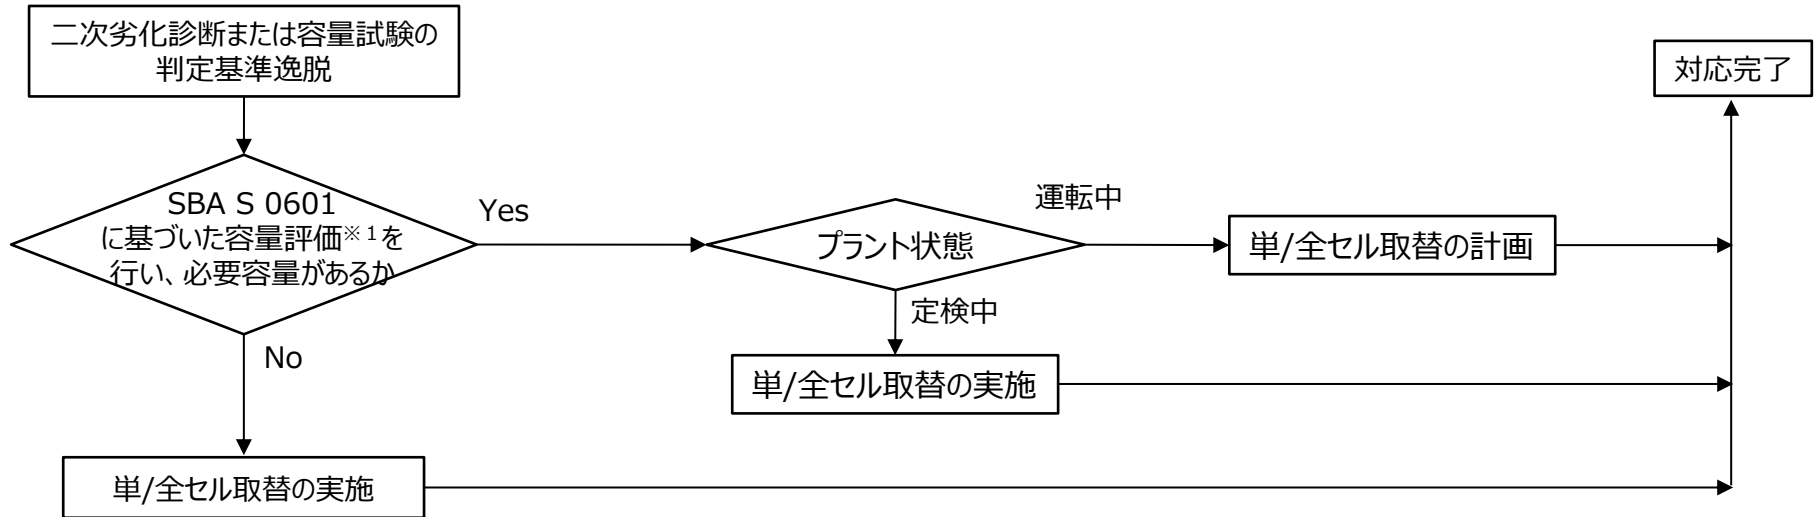 二次劣化診断または容量試験の
判定基準逸脱
対応完了
SBA S 0601
に基づいた容量評価※1を
行い、必要容量があるか
Yes
プラント状態
運転中
単/全セル取替の計画
定検中
単/全セル取替の実施
No
単/全セル取替の実施